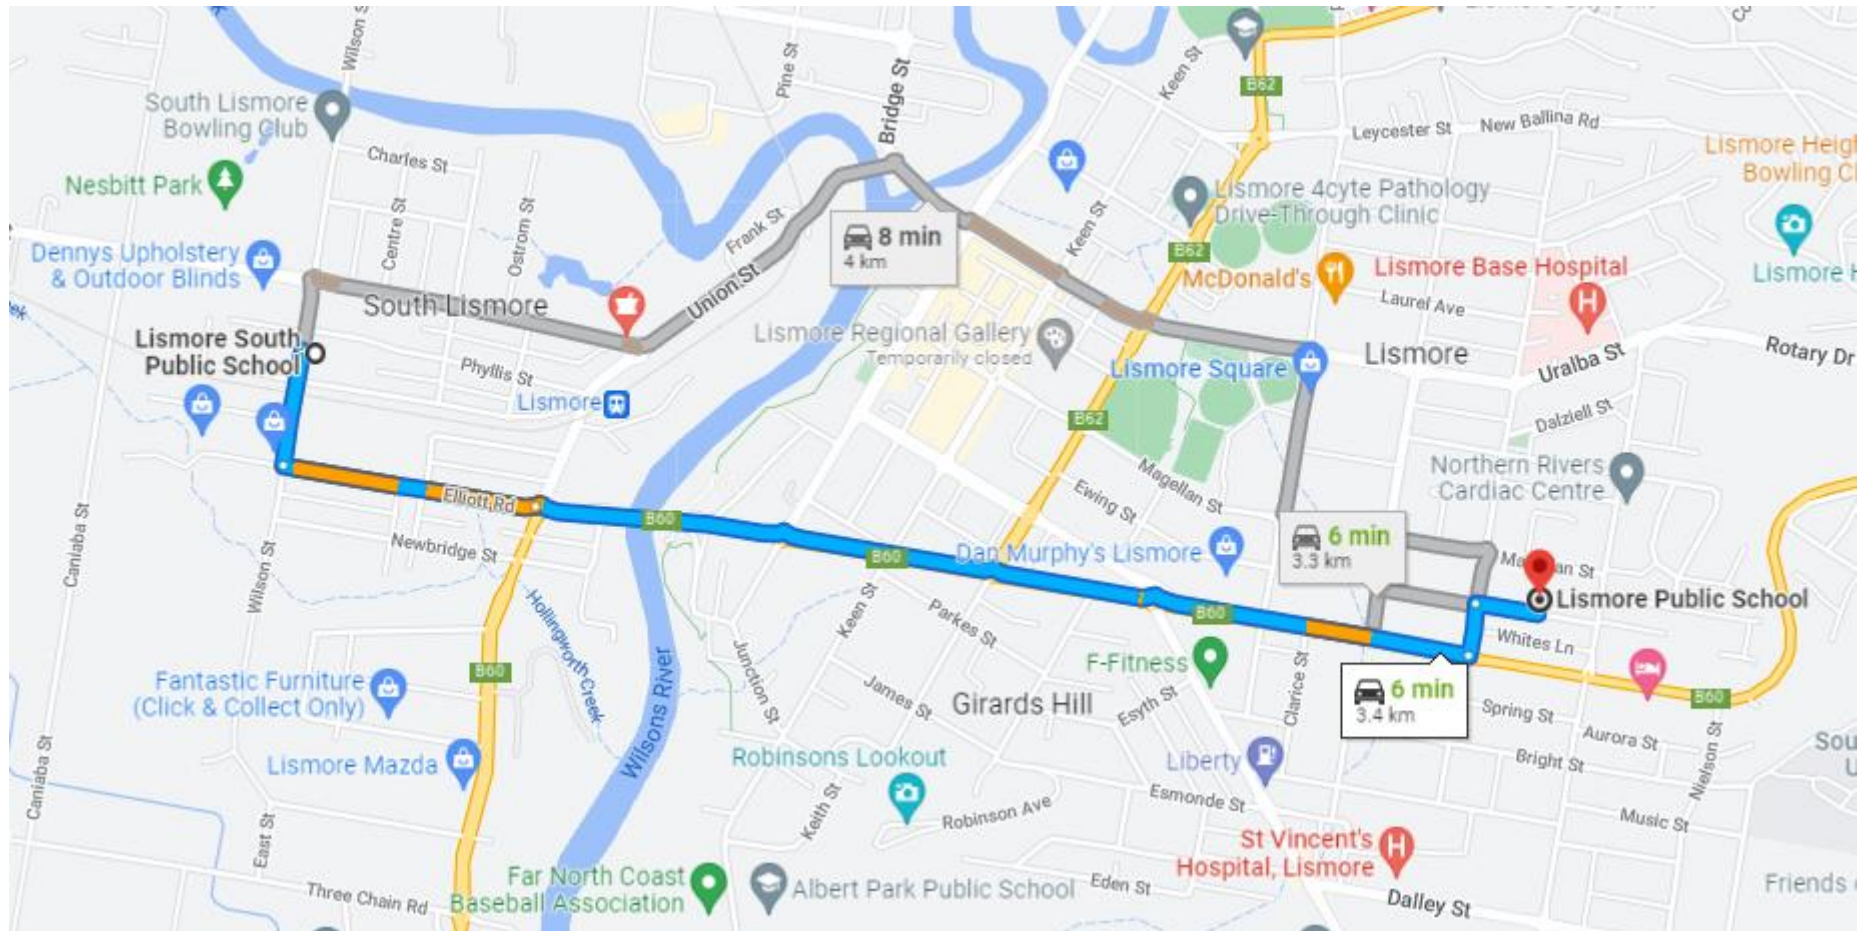 Wilson S
Pine St
Bridge St
Keen St
B62
Leycester St
New Ballina Rd
South Lismore
Bowling Club
Charles St
Nesbitt Park
Centre St
Ostrom St
Frank St
Union St
8 min
4 km
Keen St
Lismore 4cyte Pathology
Drive-Through Clinic
B62
Lismore Heigh
Bowling Cl
Dennys Upholstery
& Outdoor Blinds
South Lismore
McDonald's
Lismore Base Hospital
Lismore H
Laurel Ave
Lismore South
Public School
Phyllis St
Lismore
Lismore Regional Gallery
Temporarily closed
Lismore Square
Lismore
Uralba St
Rotary Dr
Dalziell St
B62
Magellan St
Ewing St
Northern Rivers
Cardiac Centre
Elliott Rd
B60
Newbridge St
Caniaba St
Wilson St
B60
Dan Murphy's Lismore
6 min
3.3 km
Lismore Public School
Whites Ln
Hollingworth Creek
Keen St
Parkes St
B60
F-Fitness
B60
Wilsons River
Junction St
James St
Girards Hill
Esyth St
Clarice St
6 min
3.4 km
Spring St
B60
Aurora St
Bright St
Nielson St
Sou
U
Fantastic Furniture
(Click & Collect Only)
Lismore Mazda
Caniaba St
East St
Robinsons Lookout
Robinson Ave
Keith St
Liberty
Esmonde St
Music St
St Vincent's
Hospital, Lismore
Three Chain Rd
Far North Coast
Baseball Association
Albert Park Public School
Eden St
Dalley St
Friends